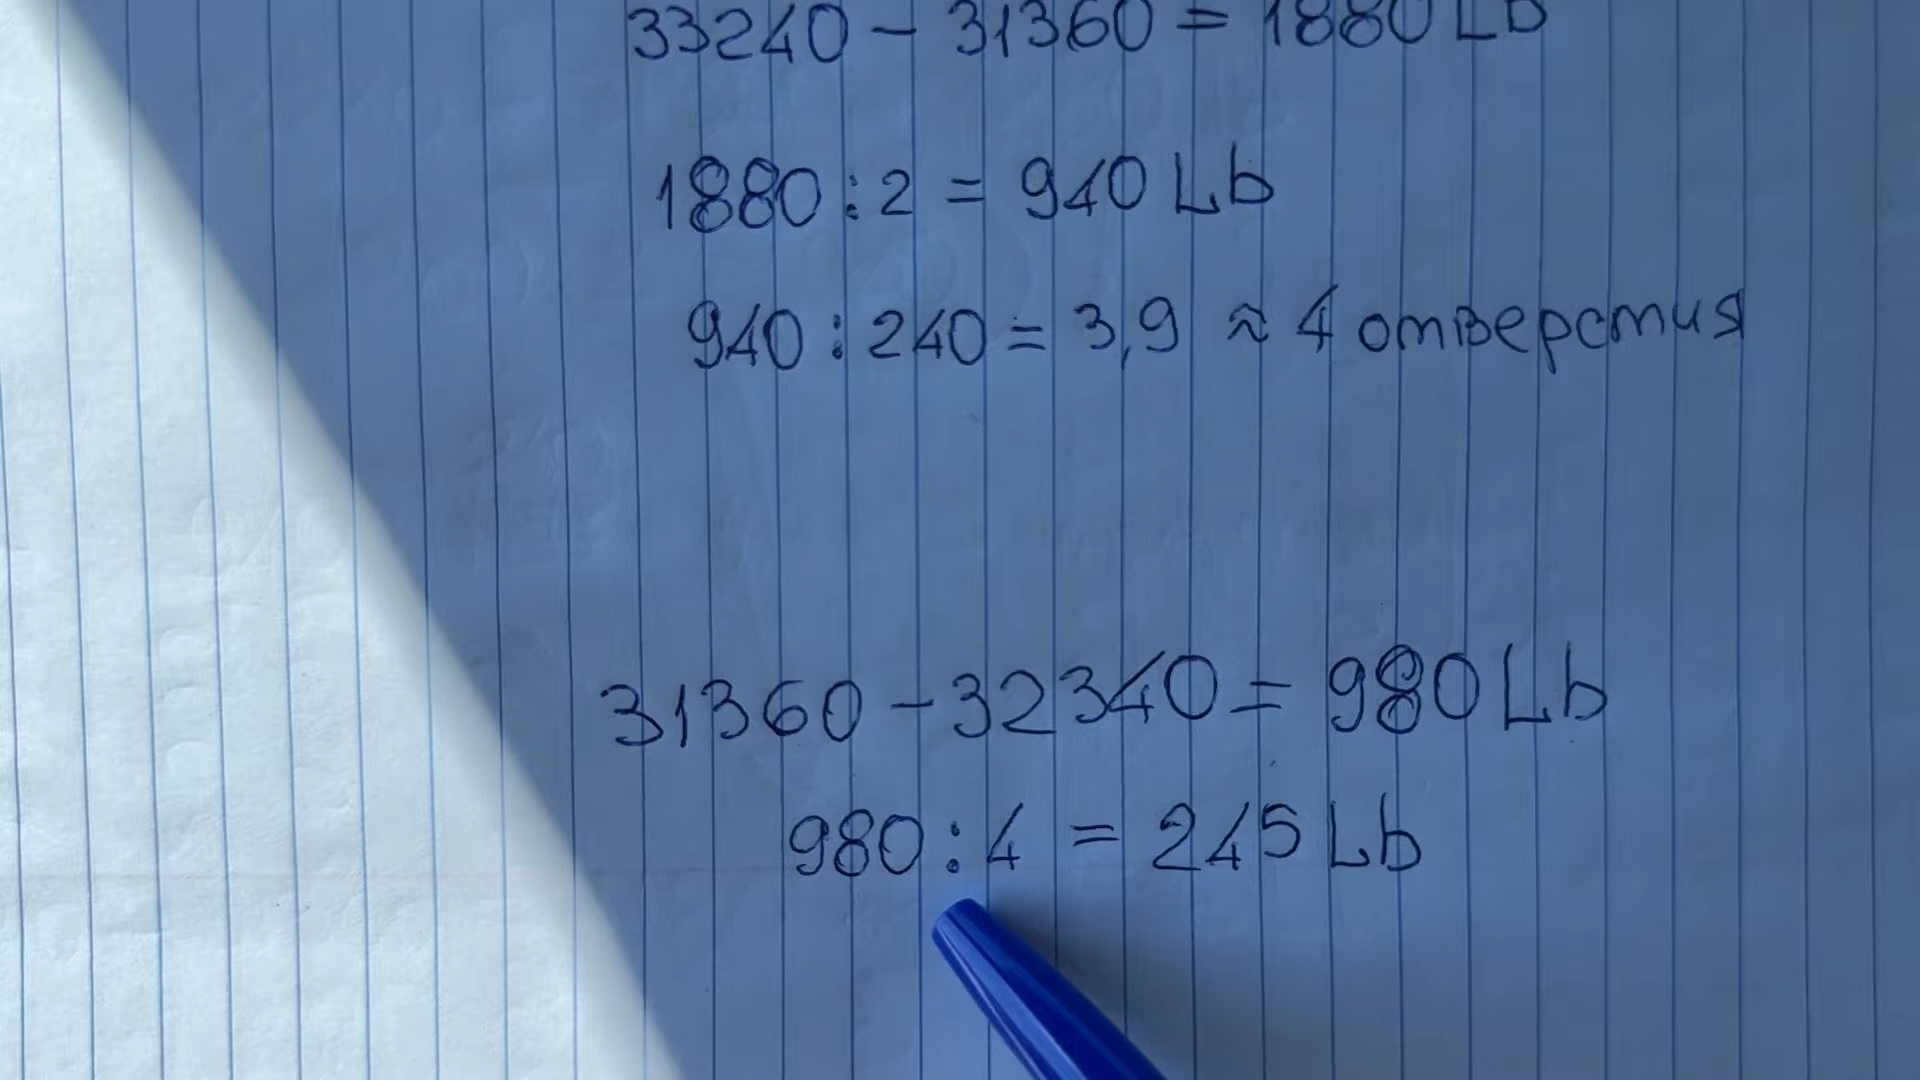 33240 - 31360 = 1880 Lb
1880 : 2 = 940 Lb
940 : 240 = 3,9 ≈ 4 отверстия
31360 - 32340 = 980 Lb
980 : 4 = 245 Lb